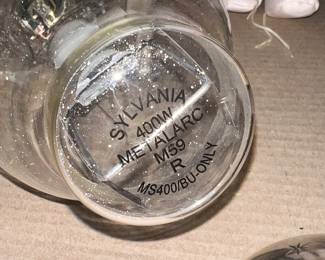 SYLVANIA
400W
METALARC
M59
R
MS400/BU-ONLY